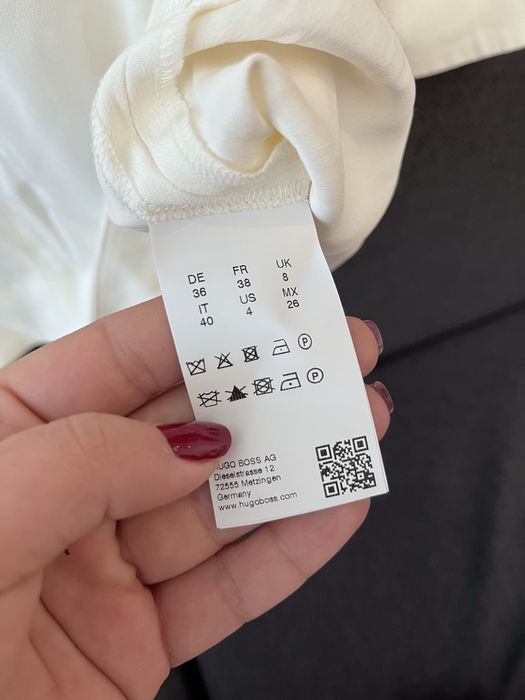 DE FR UK
36 38 8
IT US MX
40 4 26
P
P
HUGO BOSS AG
Dieselstrasse 12
72555 Metzingen
Germany
www.hugoboss.com